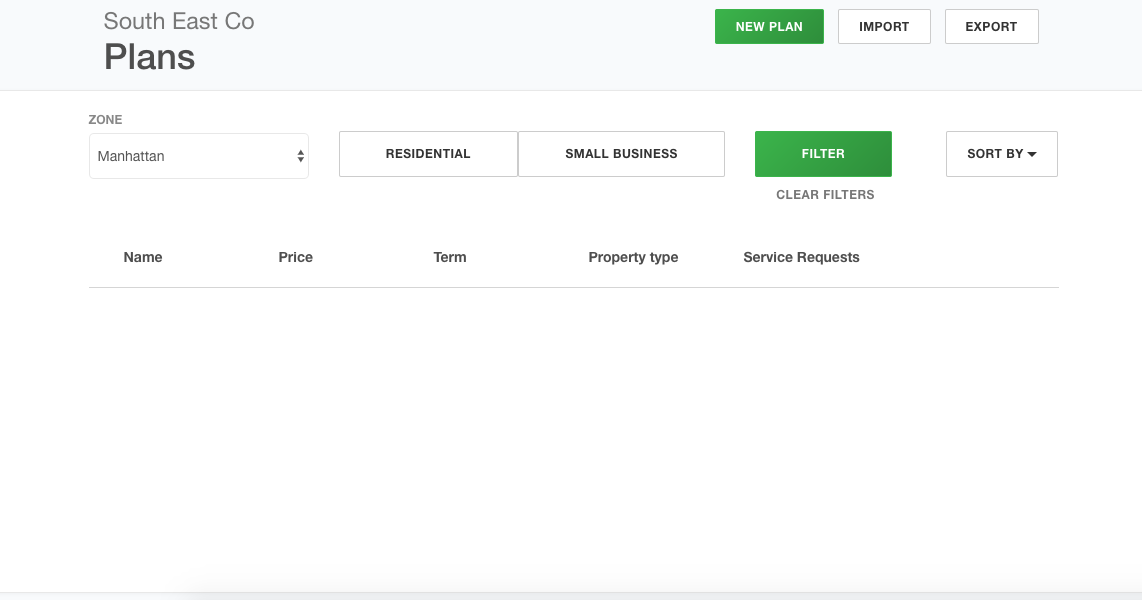 South East Co
Plans
NEW PLAN
IMPORT
EXPORT
ZONE
Manhattan
RESIDENTIAL
SMALL BUSINESS
FILTER
SORT BY
CLEAR FILTERS
Name Price Term Property type Service Requests